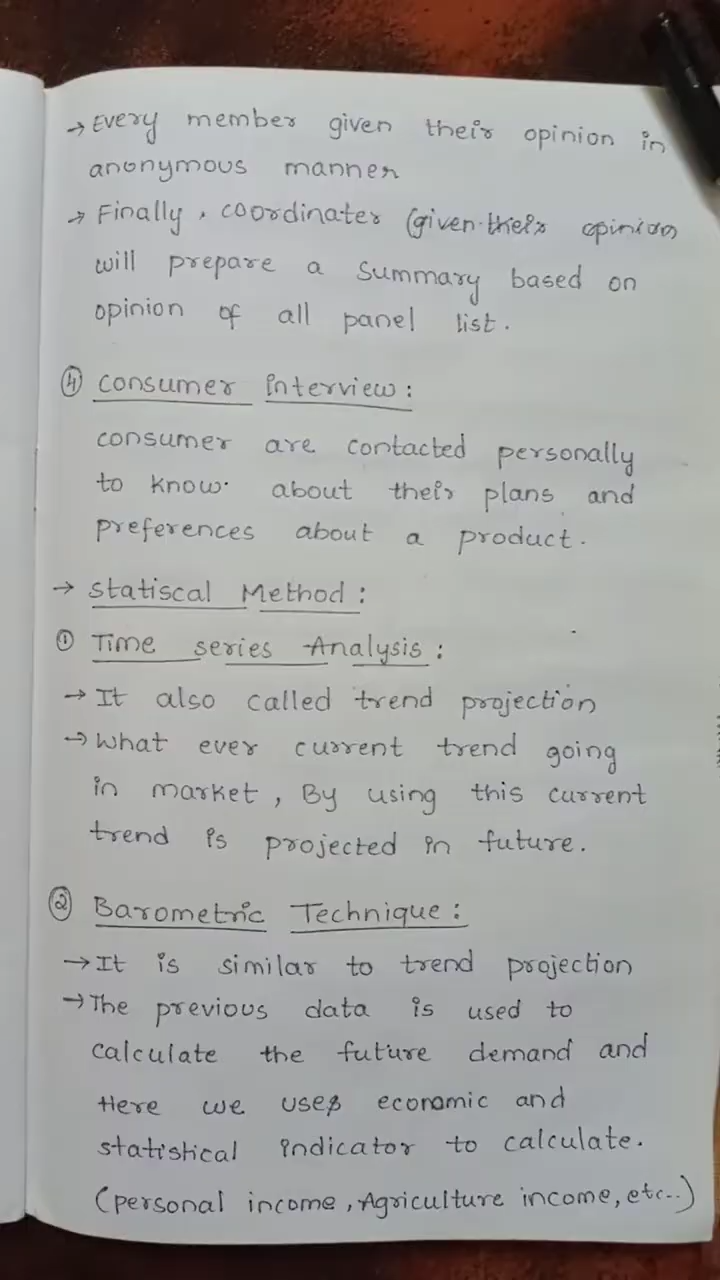 → Every member given their opinion in
anonymous manner
→ Finally, coordinater (given their opinion
will prepare a summary based on
opinion of all panel list.
④ Consumer interview :
consumer are contacted personally
to know about their plans and
preferences about a product.
→ Statiscal Method :
① Time series Analysis :
→ It also called trend projection
→ What ever current trend going
in market, By using this current
trend is projected in future.
② Barometric Technique :
→ It is similar to trend projection
→ The previous data is used to
calculate the future demand and
Here we uses economic and
statistical indicator to calculate.
(personal income, Agriculture income, etc..)